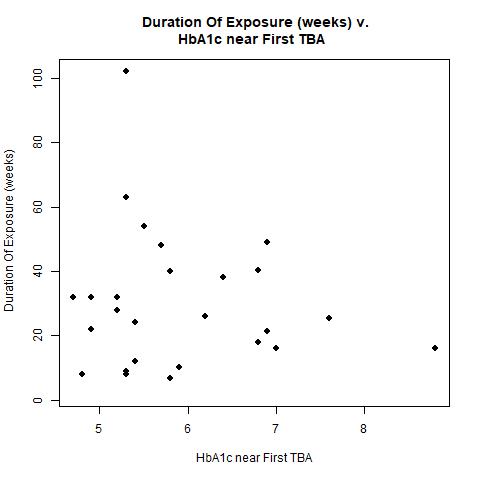 Duration Of Exposure (weeks) v.
HbA1c near First TBA
Duration Of Exposure (weeks)
100
80
60
40
20
0
5 6 7 8
HbA1c near First TBA